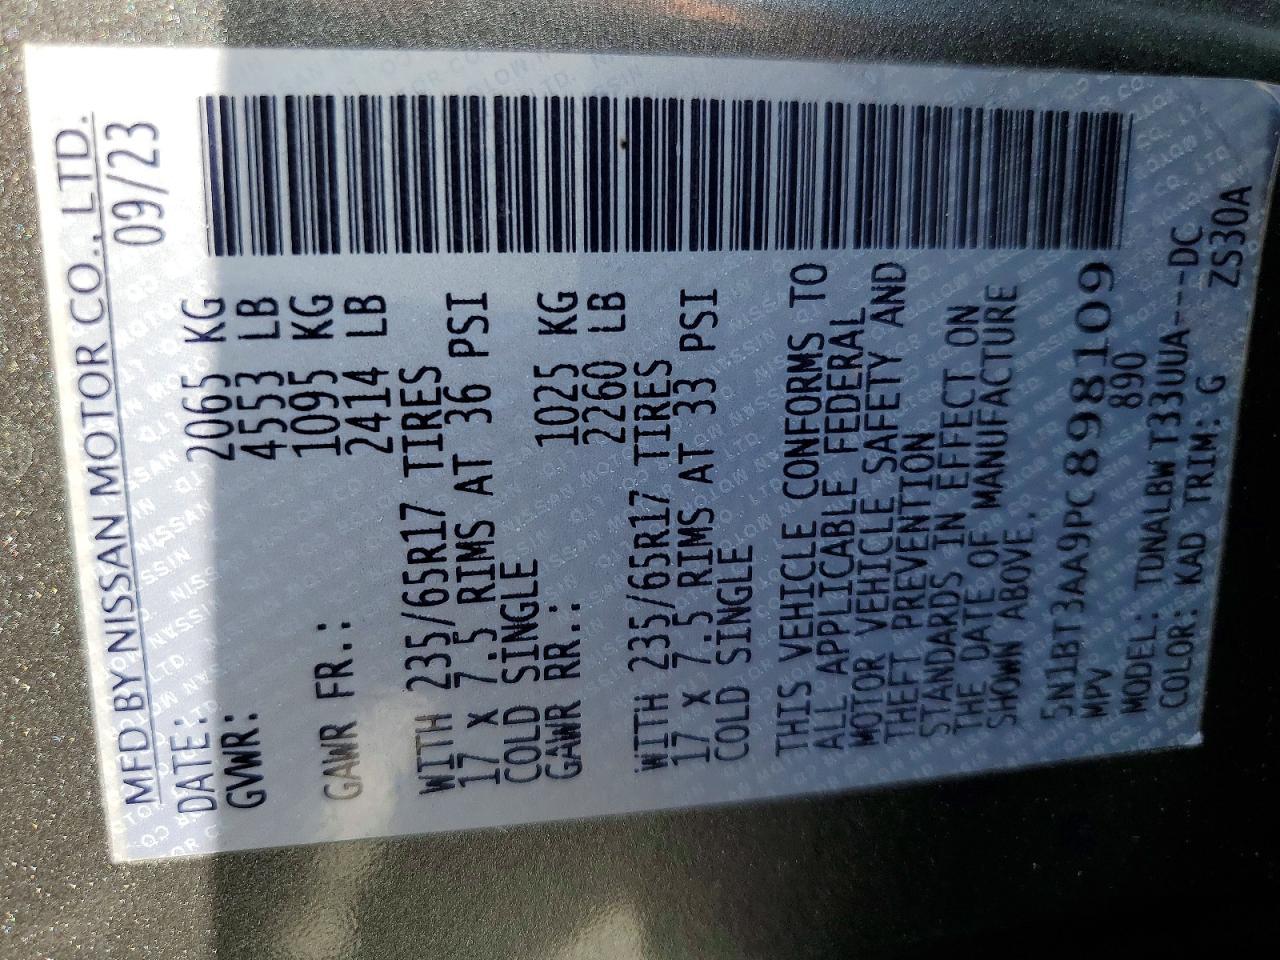 MFD BY NISSAN MOTOR CO., LTD.
DATE: 09/23
GVWR: 2065 KG
4553 LB
GAWR FR.: 1095 KG
2414 LB
WITH 235/65R17 TIRES
17 X 7.5 RIMS AT 36 PSI
COLD SINGLE
GAWR RR.: 1025 KG
2260 LB
WITH 235/65R17 TIRES
17 X 7.5 RIMS AT 33 PSI
COLD SINGLE
THIS VEHICLE CONFORMS TO
ALL APPLICABLE FEDERAL
MOTOR VEHICLE SAFETY AND
THEFT PREVENTION
STANDARDS IN EFFECT ON
THE DATE OF MANUFACTURE
SHOWN ABOVE.
5N1BT3AA9PC898109
MPV 890
MODEL: TDNALBW T33UUA---DC
COLOR: KAD TRIM: G ZS30A